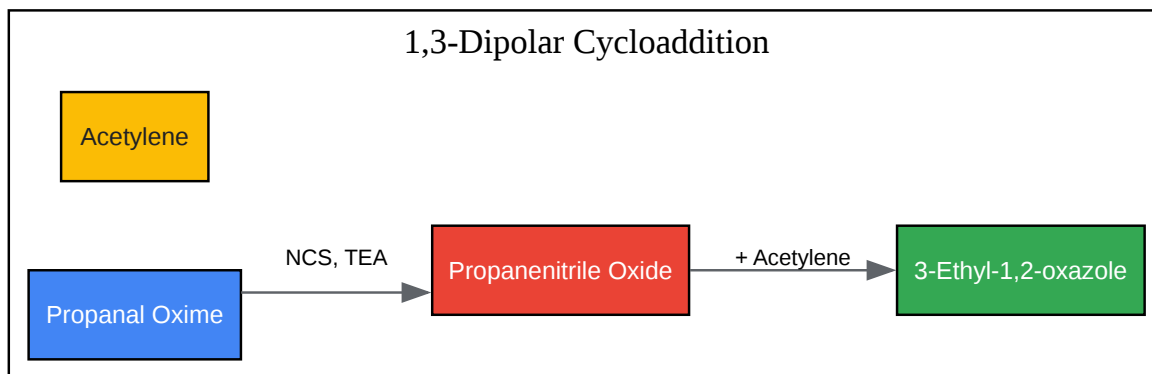 1,3-Dipolar Cycloaddition
Acetylene
Propanal Oxime
NCS, TEA
Propanenitrile Oxide
+ Acetylene
3-Ethyl-1,2-oxazole